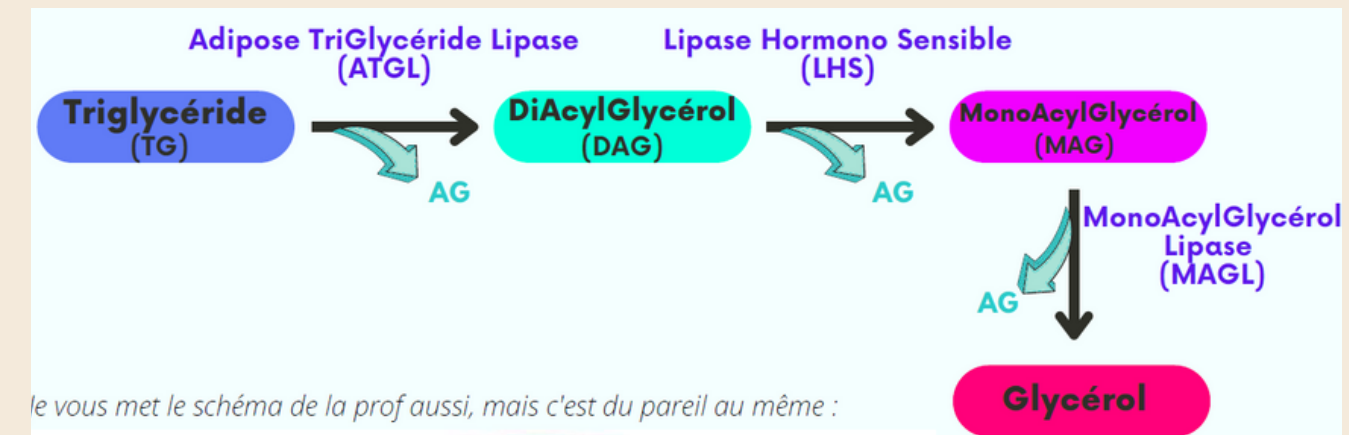 Adipose TriGlycéride Lipase
(ATGL)
Lipase Hormono Sensible
(LHS)
Triglycéride
(TG)
DiAcylGlycérol
(DAG)
MonoAcylGlycérol
(MAG)
AG
AG
MonoAcylGlycérol
Lipase
(MAGL)
AG
Glycérol
Je vous met le schéma de la prof aussi, mais c'est du pareil au même :